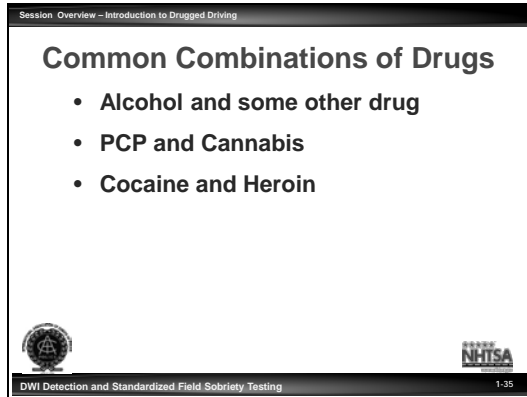 Session Overview – Introduction to Drugged Driving
Common Combinations of Drugs
• Alcohol and some other drug
• PCP and Cannabis
• Cocaine and Heroin
NHTSA
DWI Detection and Standardized Field Sobriety Testing
1-35